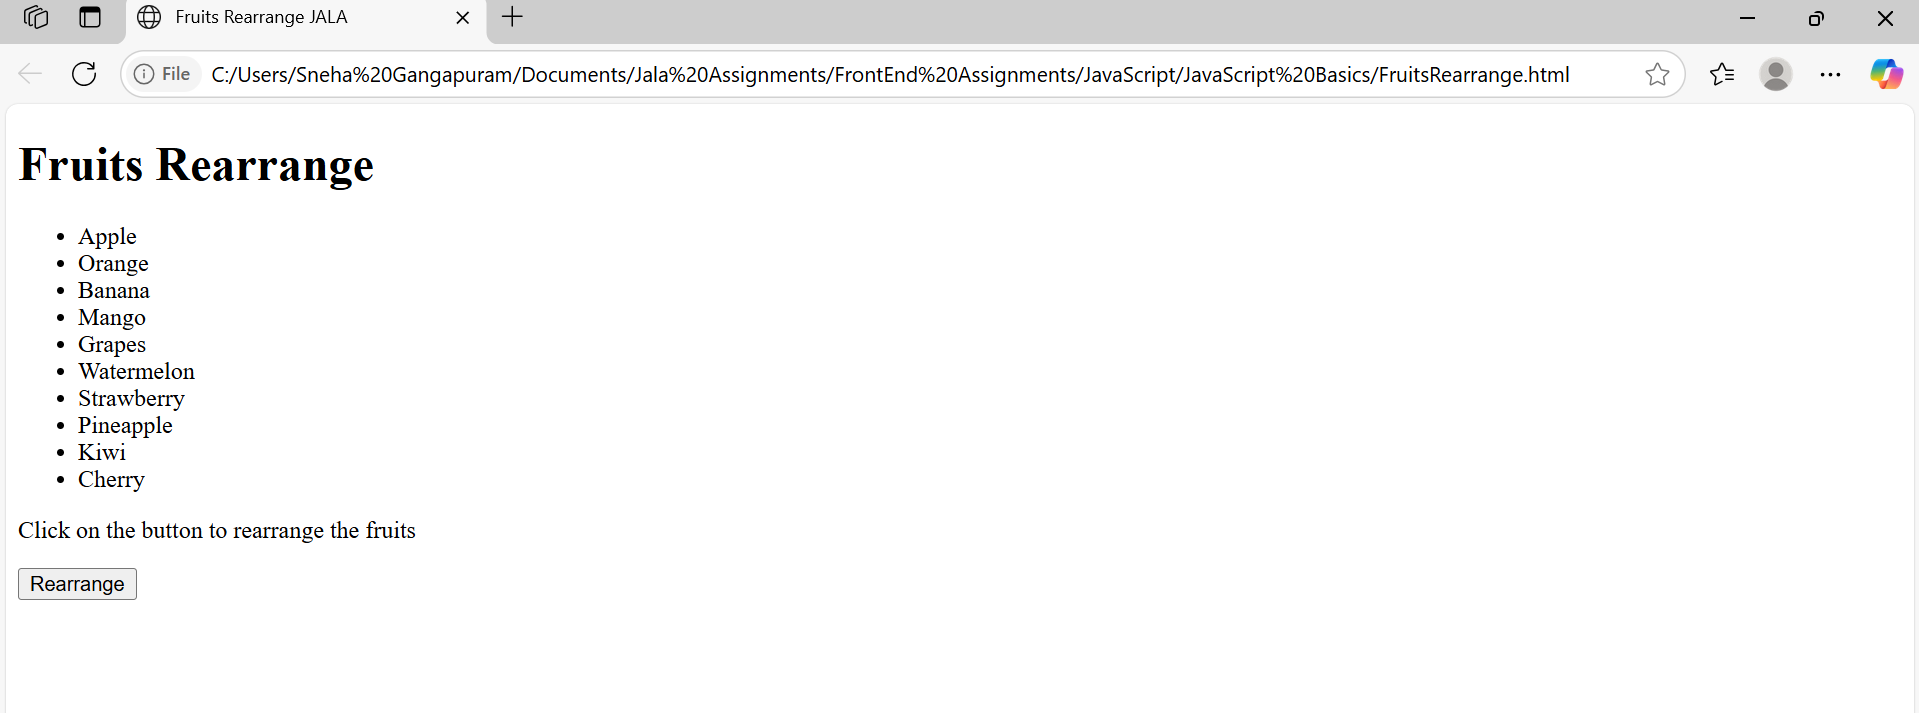 Fruits Rearrange JALA
File C:/Users/Sneha%20Gangapuram/Documents/Jala%20Assignments/FrontEnd%20Assignments/JavaScript/JavaScript%20Basics/FruitsRearrange.html
Fruits Rearrange
Apple
Orange
Banana
Mango
Grapes
Watermelon
Strawberry
Pineapple
Kiwi
Cherry
Click on the button to rearrange the fruits
Rearrange